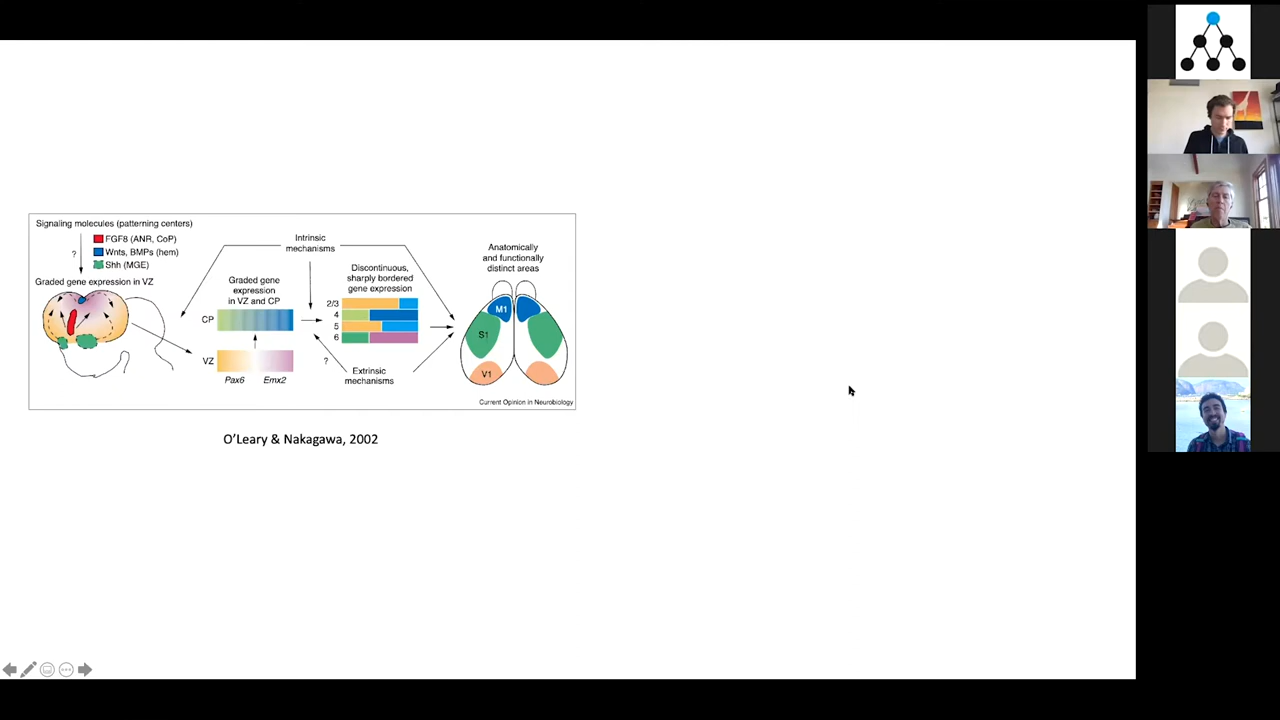 Signaling molecules (patterning centers)
FGF8 (ANR, CoP)
?
Wnts, BMPs (hem)
Shh (MGE)
Graded gene expression in VZ
Intrinsic
mechanisms
Graded gene
expression
in VZ and CP
CP
VZ
Pax6 Emx2
Discontinuous,
sharply bordered
gene expression
2/3
4
5
6
?
Extrinsic
mechanisms
Anatomically
and functionally
distinct areas
M1
S1
V1
Current Opinion in Neurobiology
O'Leary & Nakagawa, 2002